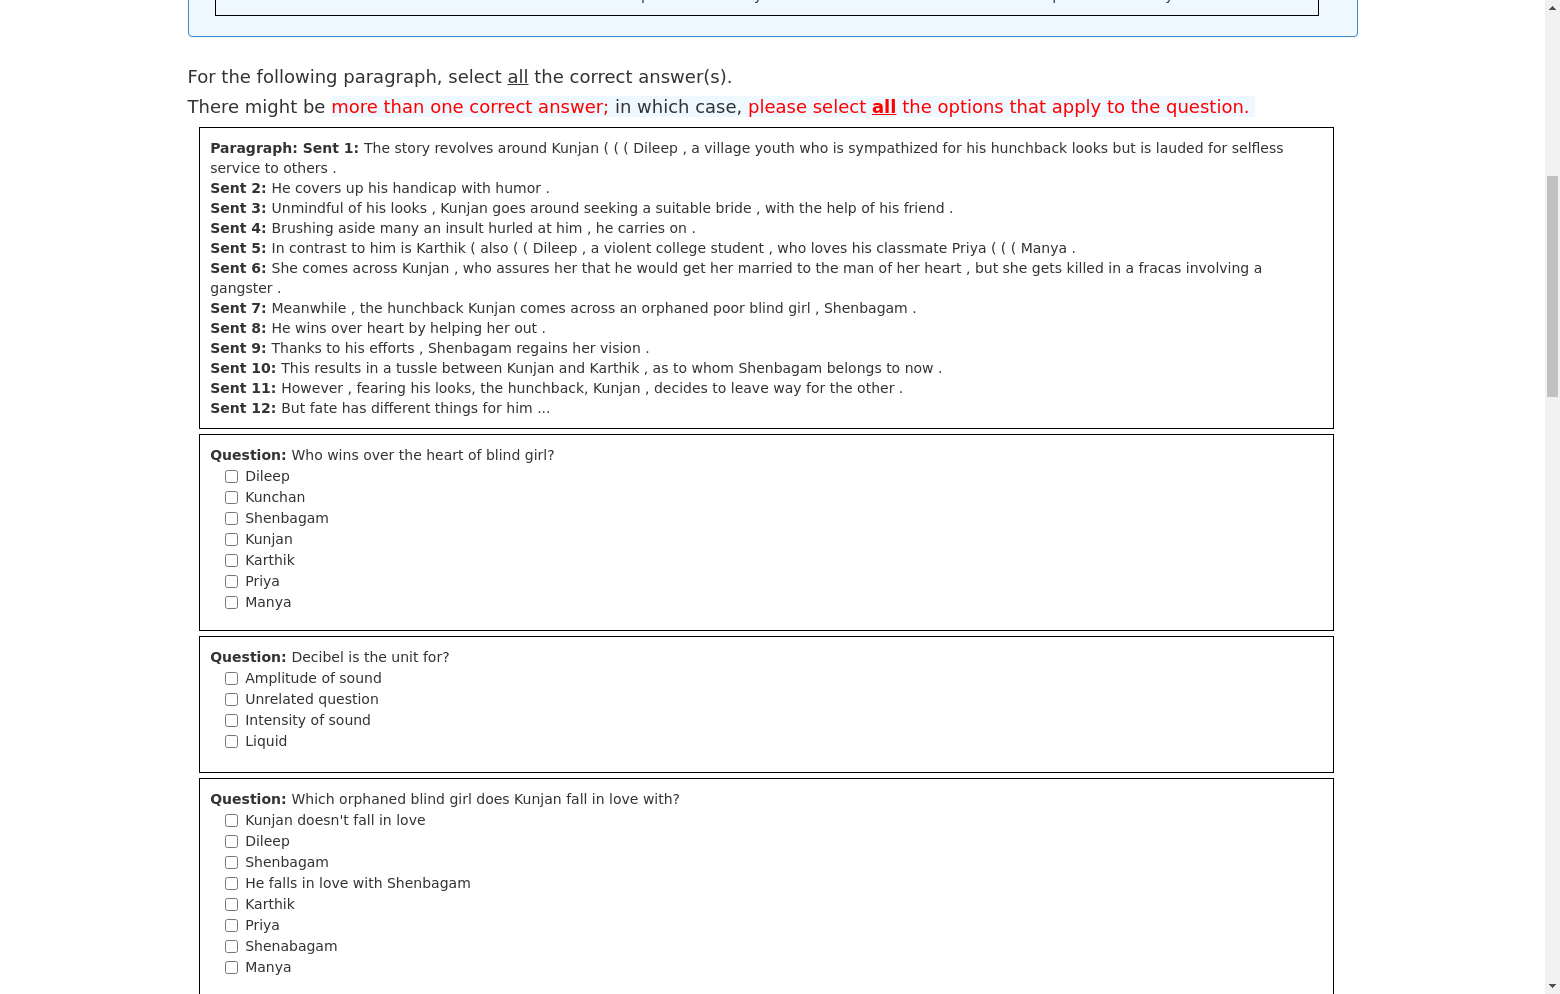 For the following paragraph, select all the correct answer(s).
There might be more than one correct answer; in which case, please select all the options that apply to the question.
Paragraph: Sent 1: The story revolves around Kunjan ( ( ( Dileep , a village youth who is sympathized for his hunchback looks but is lauded for selfless
service to others .
Sent 2: He covers up his handicap with humor .
Sent 3: Unmindful of his looks , Kunjan goes around seeking a suitable bride , with the help of his friend .
Sent 4: Brushing aside many an insult hurled at him , he carries on .
Sent 5: In contrast to him is Karthik ( also ( ( Dileep , a violent college student , who loves his classmate Priya ( ( ( Manya .
Sent 6: She comes across Kunjan , who assures her that he would get her married to the man of her heart , but she gets killed in a fracas involving a
gangster .
Sent 7: Meanwhile , the hunchback Kunjan comes across an orphaned poor blind girl , Shenbagam .
Sent 8: He wins over heart by helping her out .
Sent 9: Thanks to his efforts , Shenbagam regains her vision .
Sent 10: This results in a tussle between Kunjan and Karthik , as to whom Shenbagam belongs to now .
Sent 11: However , fearing his looks, the hunchback, Kunjan , decides to leave way for the other .
Sent 12: But fate has different things for him ...
Question: Who wins over the heart of blind girl?
Dileep
Kunchan
Shenbagam
Kunjan
Karthik
Priya
Manya
Question: Decibel is the unit for?
Amplitude of sound
Unrelated question
Intensity of sound
Liquid
Question: Which orphaned blind girl does Kunjan fall in love with?
Kunjan doesn't fall in love
Dileep
Shenbagam
He falls in love with Shenbagam
Karthik
Priya
Shenabagam
Manya